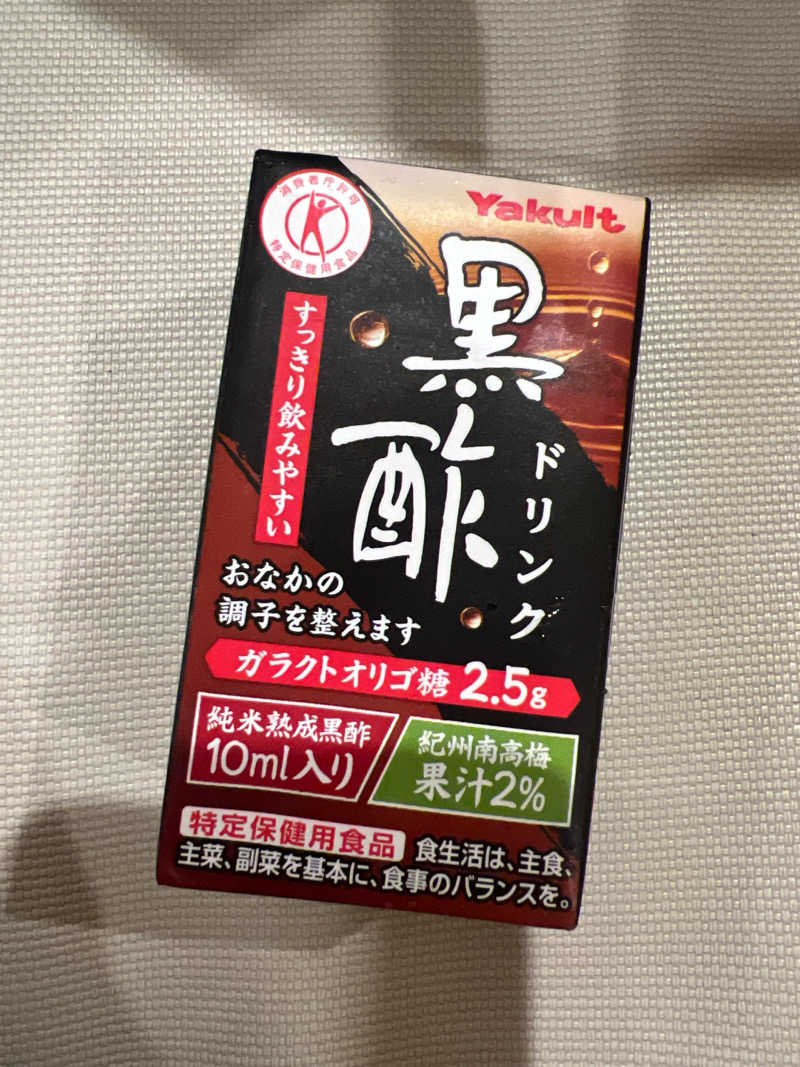 消費者庁許可
特定保健用食品
Yakult
黒酢
ドリンク
すっきり飲みやすい
おなかの
調子を整えます
ガラクトオリゴ糖 2.5g
純米熟成黒酢
10ml入り
紀州南高梅
果汁2%
特定保健用食品 食生活は、主食、
主菜、副菜を基本に、食事のバランスを。